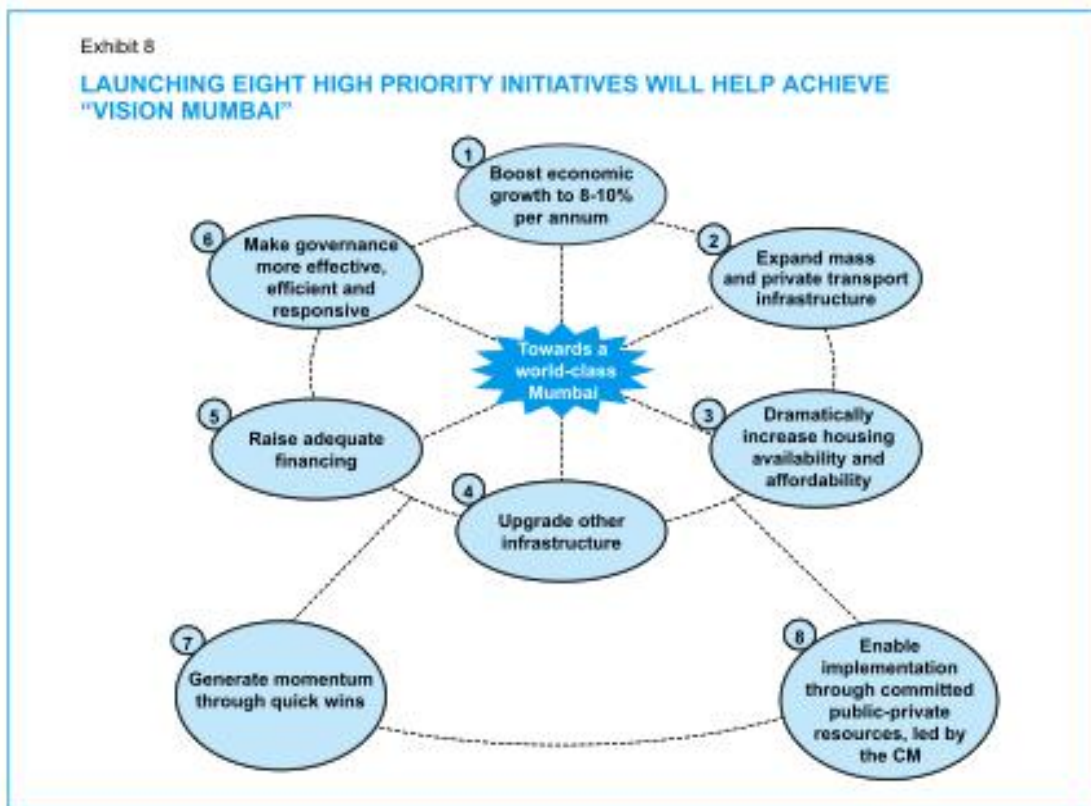 Exhibit 8
LAUNCHING EIGHT HIGH PRIORITY INITIATIVES WILL HELP ACHIEVE
“VISION MUMBAI”
1
Boost economic
growth to 8-10%
per annum
2
Expand mass
and private transport
infrastructure
6
Make governance
more effective,
efficient and
responsive
Towards a
world-class
Mumbai
3
Dramatically
increase housing
availability and
affordability
5
Raise adequate
financing
4
Upgrade other
infrastructure
7
Generate momentum
through quick wins
8
Enable
implementation
through committed
public-private
resources, led by
the CM